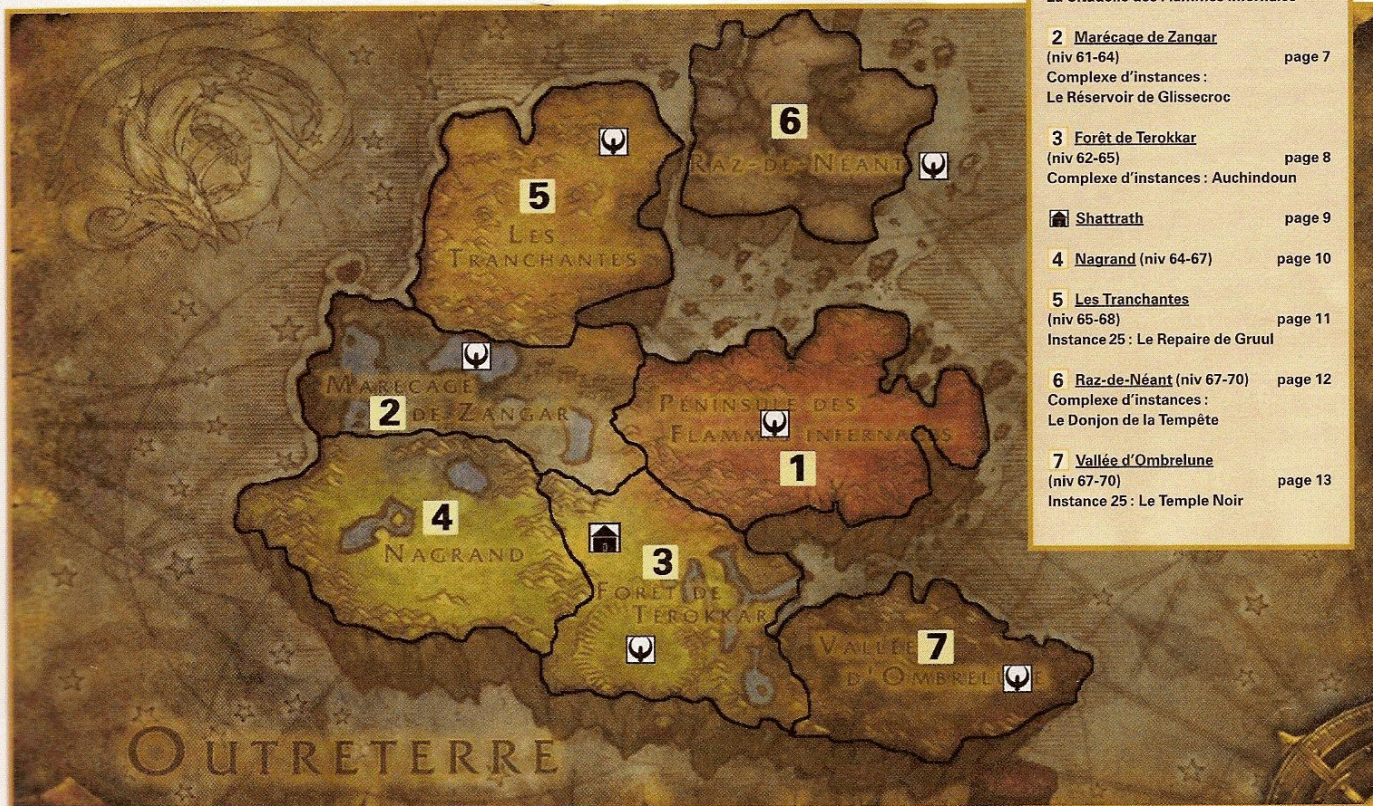 2 Marécage de Zangar
(niv 61-64) page 7
Complexe d'instances :
Le Réservoir de Glissecroc
3 Forêt de Terokkar
(niv 62-65) page 8
Complexe d'instances : Auchindoun
Shattrath page 9
4 Nagrand (niv 64-67) page 10
5 Les Tranchantes
(niv 65-68) page 11
Instance 25 : Le Repaire de Gruul
6 Raz-de-Néant (niv 67-70) page 12
Complexe d'instances :
Le Donjon de la Tempête
7 Vallée d'Ombrelune
(niv 67-70) page 13
Instance 25 : Le Temple Noir
6
RAZ-DE-NÉANT
5
LES
TRANCHANTES
MARÉCAGE
2 DE ZANGAR
PÉNINSULE DES
FLAMMES INFERNALES
1
4
NAGRAND
3
FORÊT DE
TEROKKAR
VALLÉE 7
D'OMBRELUNE
OUTRETERRE